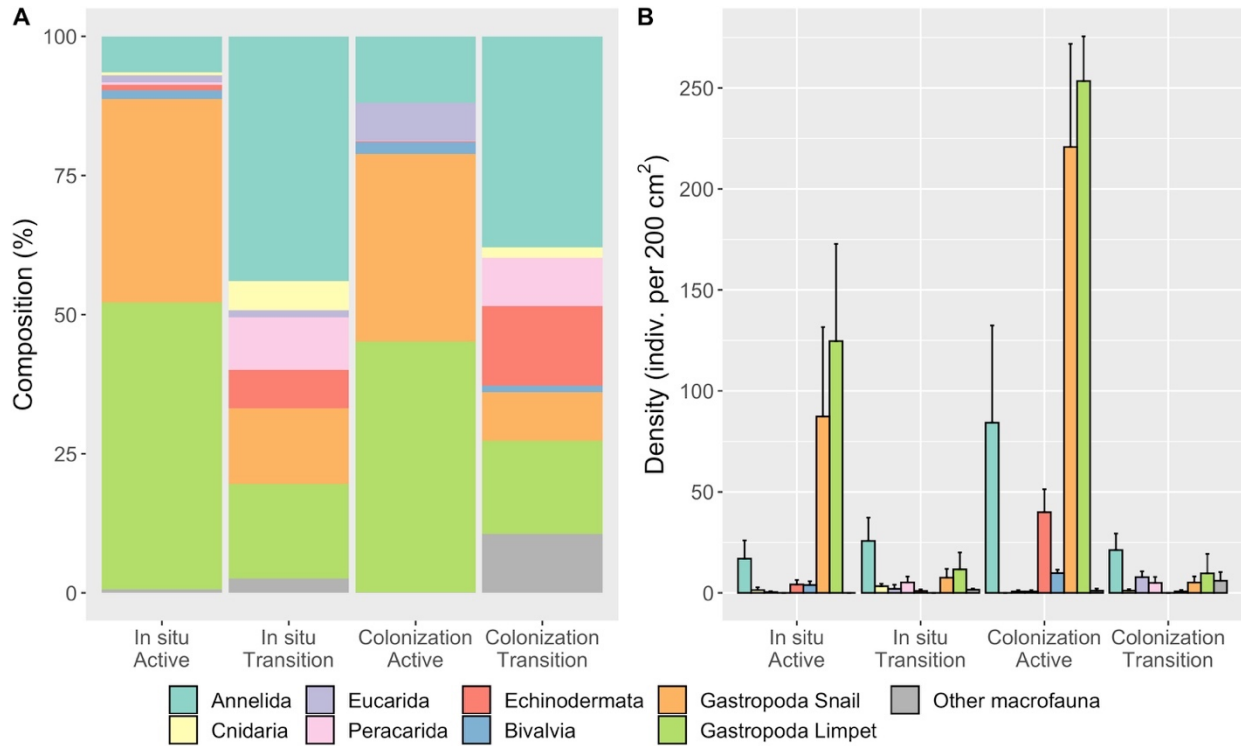 A
Composition (%)
100
75
50
25
0
In situ
Active
In situ
Transition
Colonization
Active
Colonization
Transition
B
Density (indiv. per 200 cm²)
250
200
150
100
50
0
In situ
Active
In situ
Transition
Colonization
Active
Colonization
Transition
Annelida
Eucarida
Echinodermata
Gastropoda Snail
Other macrofauna
Cnidaria
Peracarida
Bivalvia
Gastropoda Limpet